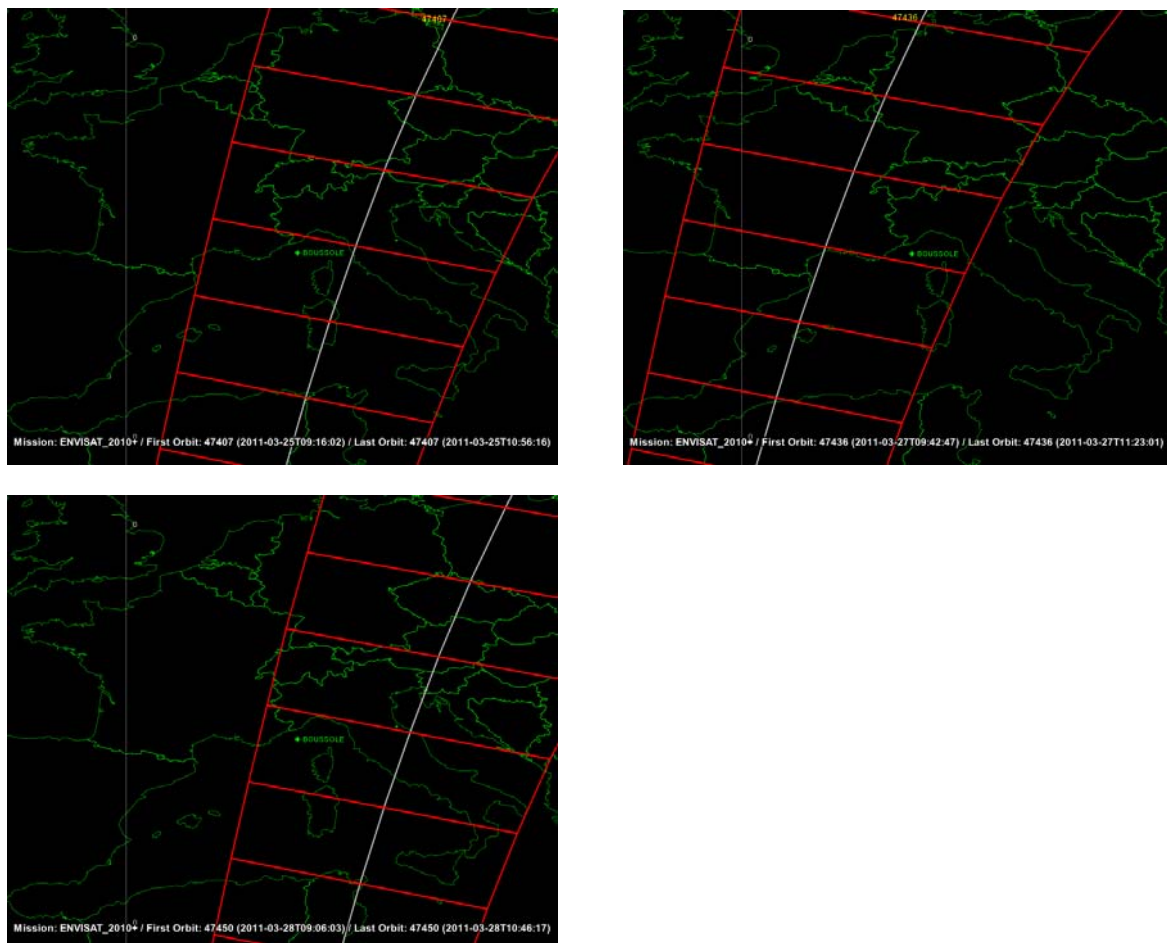 47407
0
BOUSSOLE
0
Mission: ENVISAT_2010+ / First Orbit: 47407 (2011-03-25T09:16:02) / Last Orbit: 47407 (2011-03-25T10:56:16)
47436
0
BOUSSOLE
0
Mission: ENVISAT_2010+ / First Orbit: 47436 (2011-03-27T09:42:47) / Last Orbit: 47436 (2011-03-27T11:23:01)
0
BOUSSOLE
0
Mission: ENVISAT_2010+ / First Orbit: 47450 (2011-03-28T09:06:03) / Last Orbit: 47450 (2011-03-28T10:46:17)